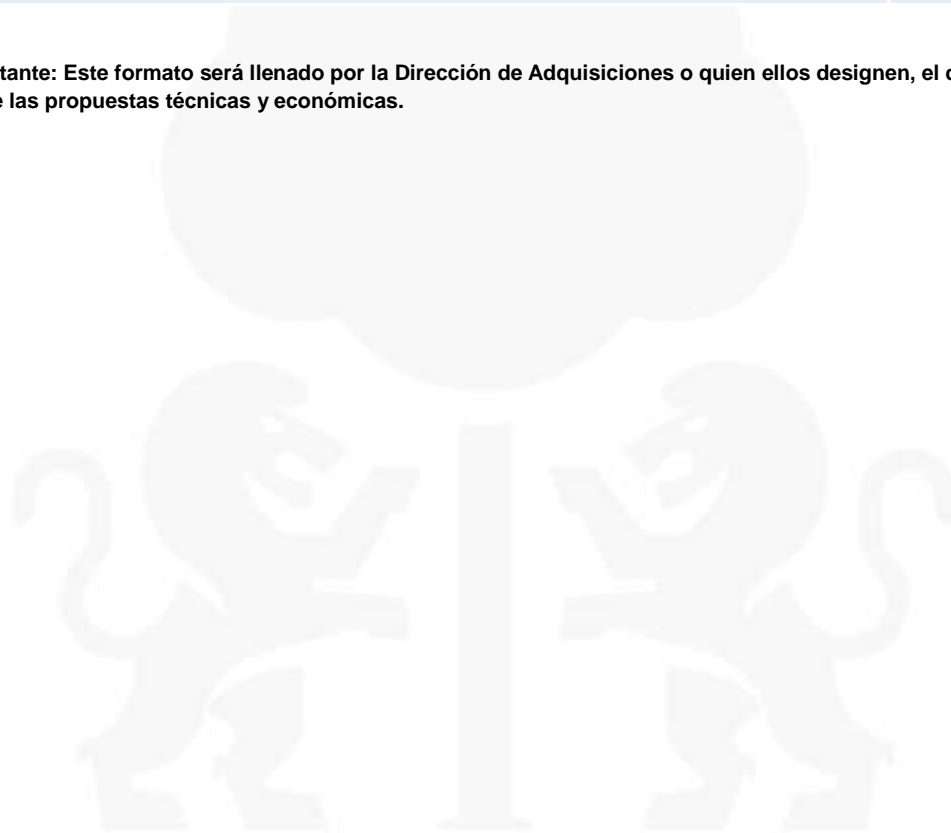 tante: Este formato será llenado por la Dirección de Adquisiciones o quien ellos designen, el
las propuestas técnicas y económicas.